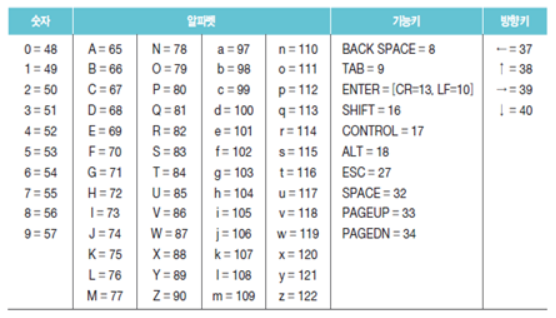 숫자 알파벳 기능키 방향키
0 = 48 A = 65 N = 78 a = 97 n = 110 BACK SPACE = 8 ← = 37
1 = 49 B = 66 O = 79 b = 98 o = 111 TAB = 9 ↑ = 38
2 = 50 C = 67 P = 80 c = 99 p = 112 ENTER = [CR=13, LF=10] → = 39
3 = 51 D = 68 Q = 81 d = 100 q = 113 SHIFT = 16 ↓ = 40
4 = 52 E = 69 R = 82 e = 101 r = 114 CONTROL = 17
5 = 53 F = 70 S = 83 f = 102 s = 115 ALT = 18
6 = 54 G = 71 T = 84 g = 103 t = 116 ESC = 27
7 = 55 H = 72 U = 85 h = 104 u = 117 SPACE = 32
8 = 56 I = 73 V = 86 i = 105 v = 118 PAGEUP = 33
9 = 57 J = 74 W = 87 j = 106 w = 119 PAGEDN = 34
K = 75 X = 88 k = 107 x = 120
L = 76 Y = 89 l = 108 y = 121
M = 77 Z = 90 m = 109 z = 122